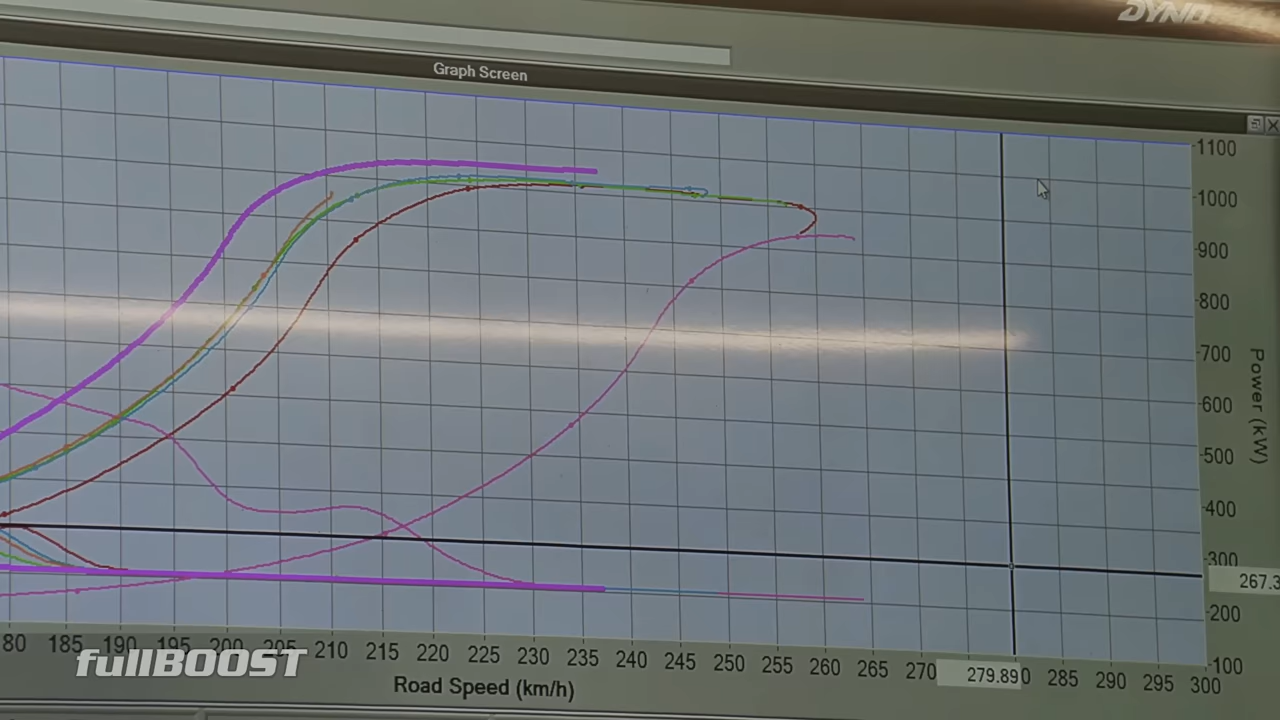 DYNO
Graph Screen
1100
1000
900
800
700
600
500
400
300
267.3
200
100
Power (kW)
80 185 190 195 200 205 210 215 220 225 230 235 240 245 250 255 260 265 270 279.890 285 290 295 300
Road Speed (km/h)
fullBOOST